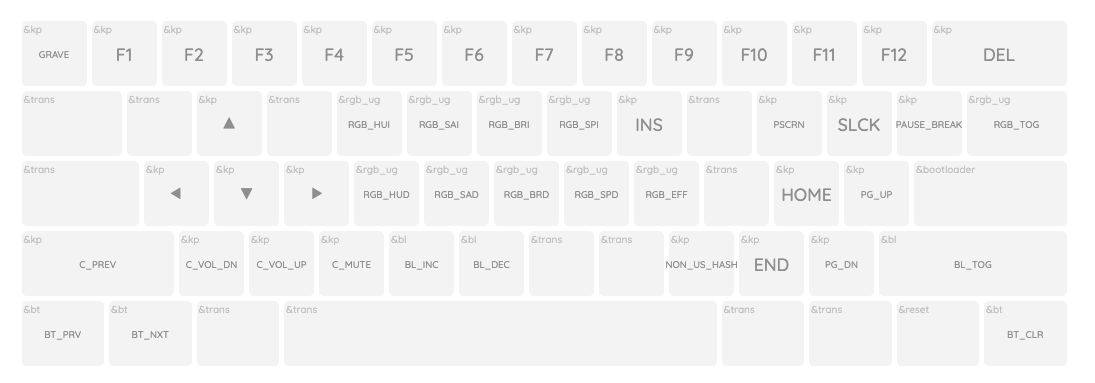 &kp &kp &kp &kp &kp &kp &kp &kp &kp &kp &kp &kp &kp &kp
GRAVE F1 F2 F3 F4 F5 F6 F7 F8 F9 F10 F11 F12 DEL
&trans &trans &kp &trans &rgb_ug &rgb_ug &rgb_ug &rgb_ug &kp &trans &kp &kp &kp &rgb_ug
▲ RGB_HUI RGB_SAI RGB_BRI RGB_SPI INS PSCRN SLCK PAUSE_BREAK RGB_TOG
&trans &kp &kp &kp &rgb_ug &rgb_ug &rgb_ug &rgb_ug &rgb_ug &trans &kp &kp &bootloader
◀ ▼ ▶ RGB_HUD RGB_SAD RGB_BRD RGB_SPD RGB_EFF HOME PG_UP
&kp &kp &kp &kp &bl &bl &trans &trans &kp &kp &kp &bl
C_PREV C_VOL_DN C_VOL_UP C_MUTE BL_INC BL_DEC NON_US_HASH END PG_DN BL_TOG
&bt &bt &trans &trans &trans &trans &reset &bt
BT_PRV BT_NXT BT_CLR